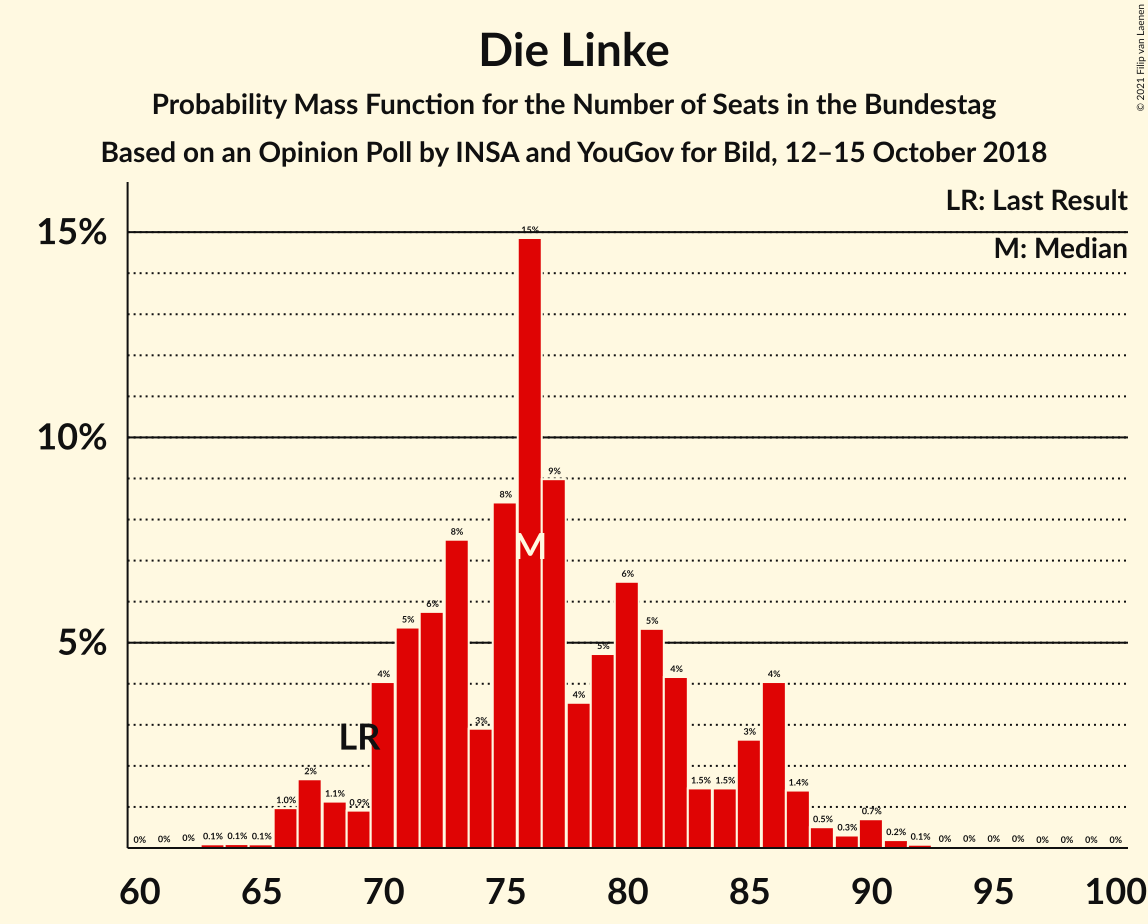 Die Linke
Probability Mass Function for the Number of Seats in the Bundestag
Based on an Opinion Poll by INSA and YouGov for Bild, 12–15 October 2018
© 2021 Filip van Laenen
LR: Last Result
M: Median
15%
10%
5%
0% 0% 0% 0.1% 0.1% 0.1% 1.0% 2% 1.1% 0.9% 4% 5% 6% 8% 3% 8% 15% 9% 4% 5% 6% 5% 4% 1.5% 1.5% 3% 4% 1.4% 0.5% 0.3% 0.7% 0.2% 0.1% 0% 0% 0% 0% 0% 0% 0% 0%
LR
M
60 65 70 75 80 85 90 95 100